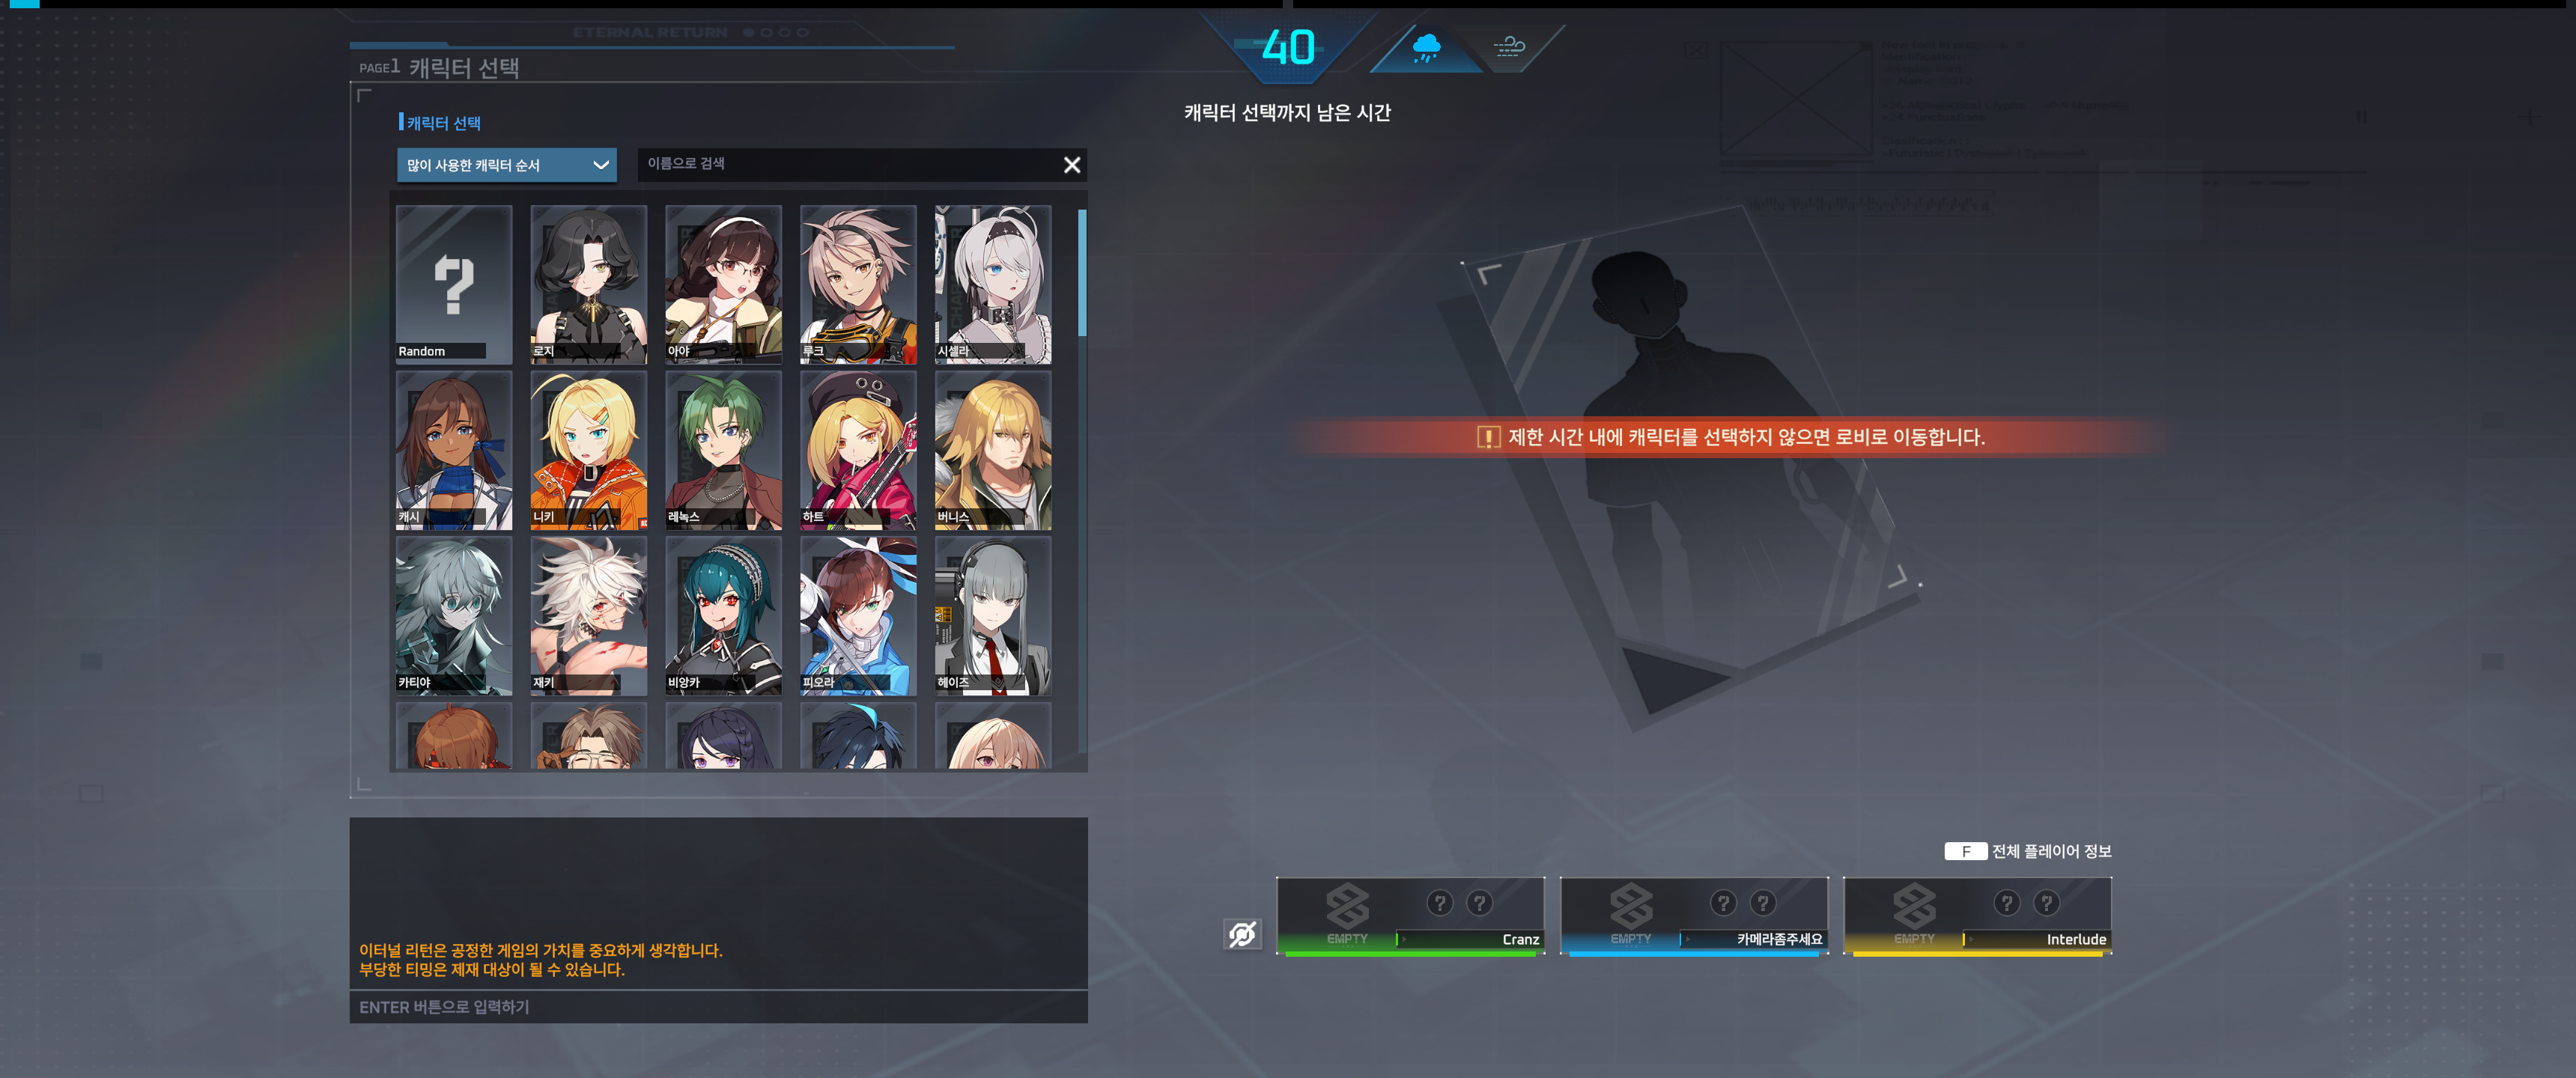 ETERNAL RETURN
PAGE1 캐릭터 선택
40
캐릭터 선택까지 남은 시간
캐릭터 선택
많이 사용한 캐릭터 순서
이름으로 검색
Random
로지
아야
루크
시셀라
캐시
니키
레녹스
하트
버니스
카티야
재키
비앙카
피오라
헤이즈
제한 시간 내에 캐릭터를 선택하지 않으면 로비로 이동합니다.
이터널 리턴은 공정한 게임의 가치를 중요하게 생각합니다.
부당한 티밍은 제재 대상이 될 수 있습니다.
ENTER 버튼으로 입력하기
F 전체 플레이어 정보
EMPTY
Cranz
EMPTY
카메라좀주세요
EMPTY
Interlude